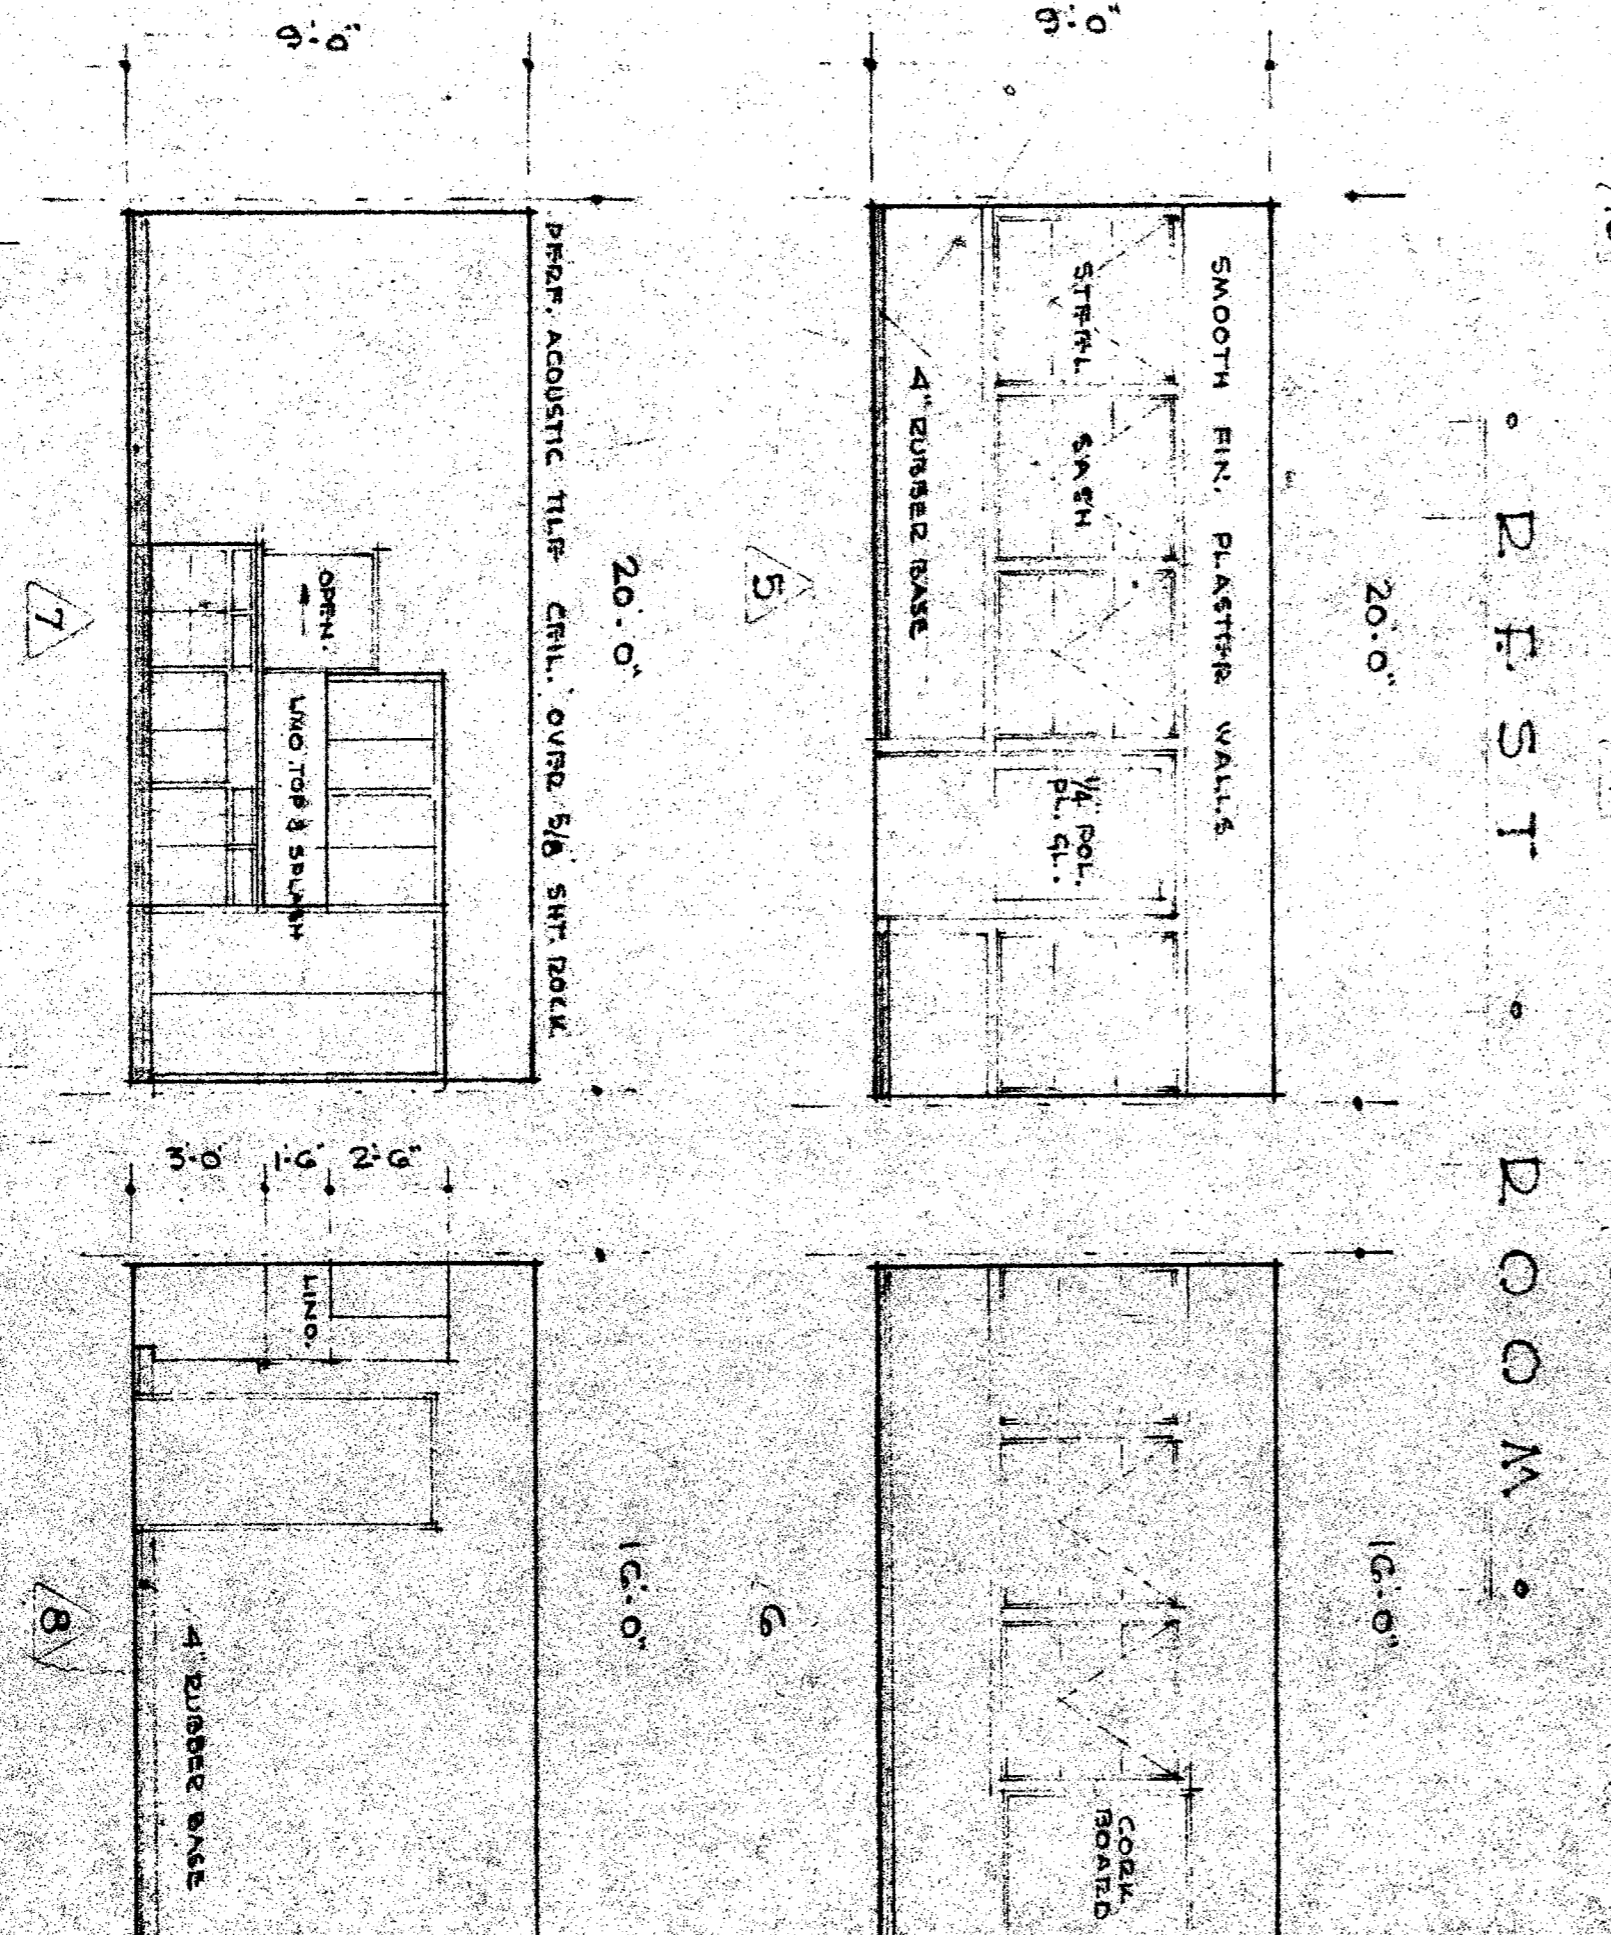 ° REST ° ROOM °
20'-0"
16'-0"
9'-0"
SMOOTH FIN. PLASTER WALLS
STEEL SASH
1/4" POL.
PL. GL.
4" RUBBER BASE
CORK
BOARD
5
6
20'-0"
16'-0"
9'-0"
PERF. ACOUSTIC TILE CEIL. OVER 5/8" SHT. ROCK
OPEN.
LINO. TOP & SPLASH
2'-6"
1'-6"
3'-0"
LINO.
4" RUBBER BASE
7
8